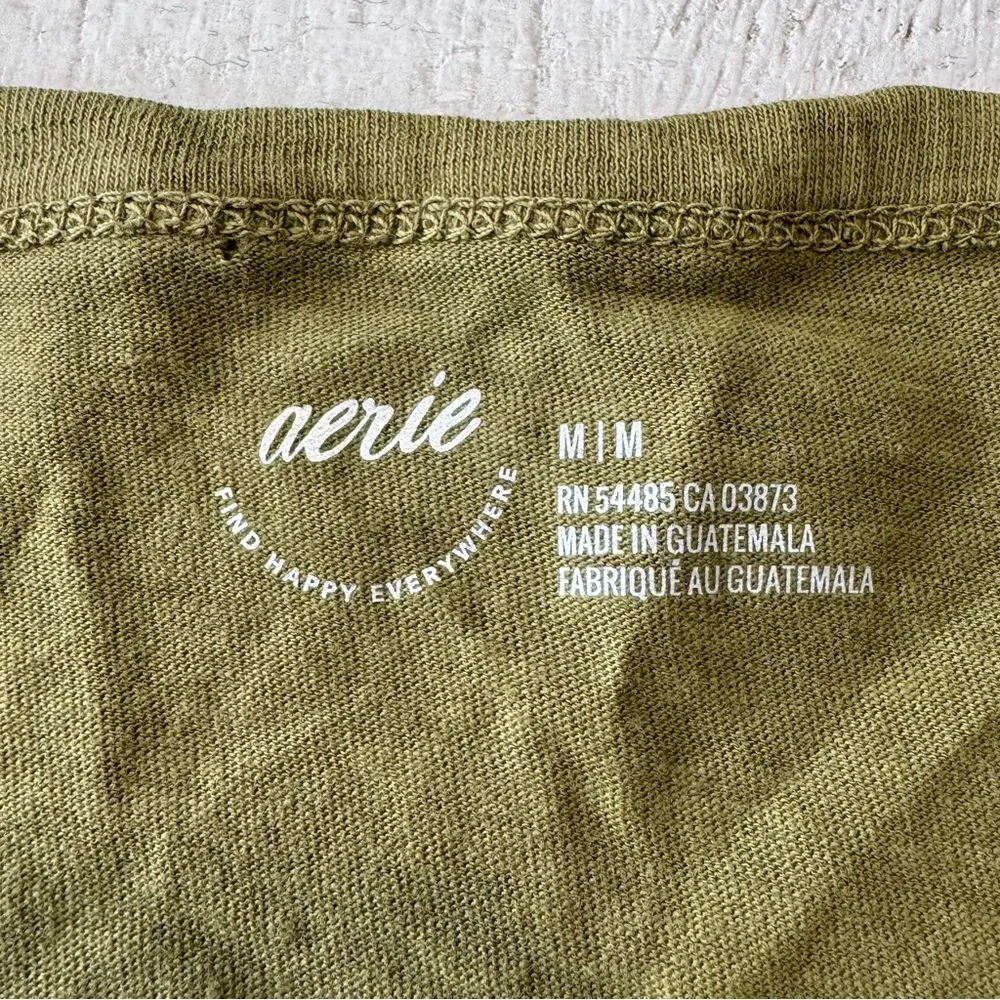 aerie
FIND HAPPY EVERYWHERE
M | M
RN 54485 CA 03873
MADE IN GUATEMALA
FABRIQUÉ AU GUATEMALA